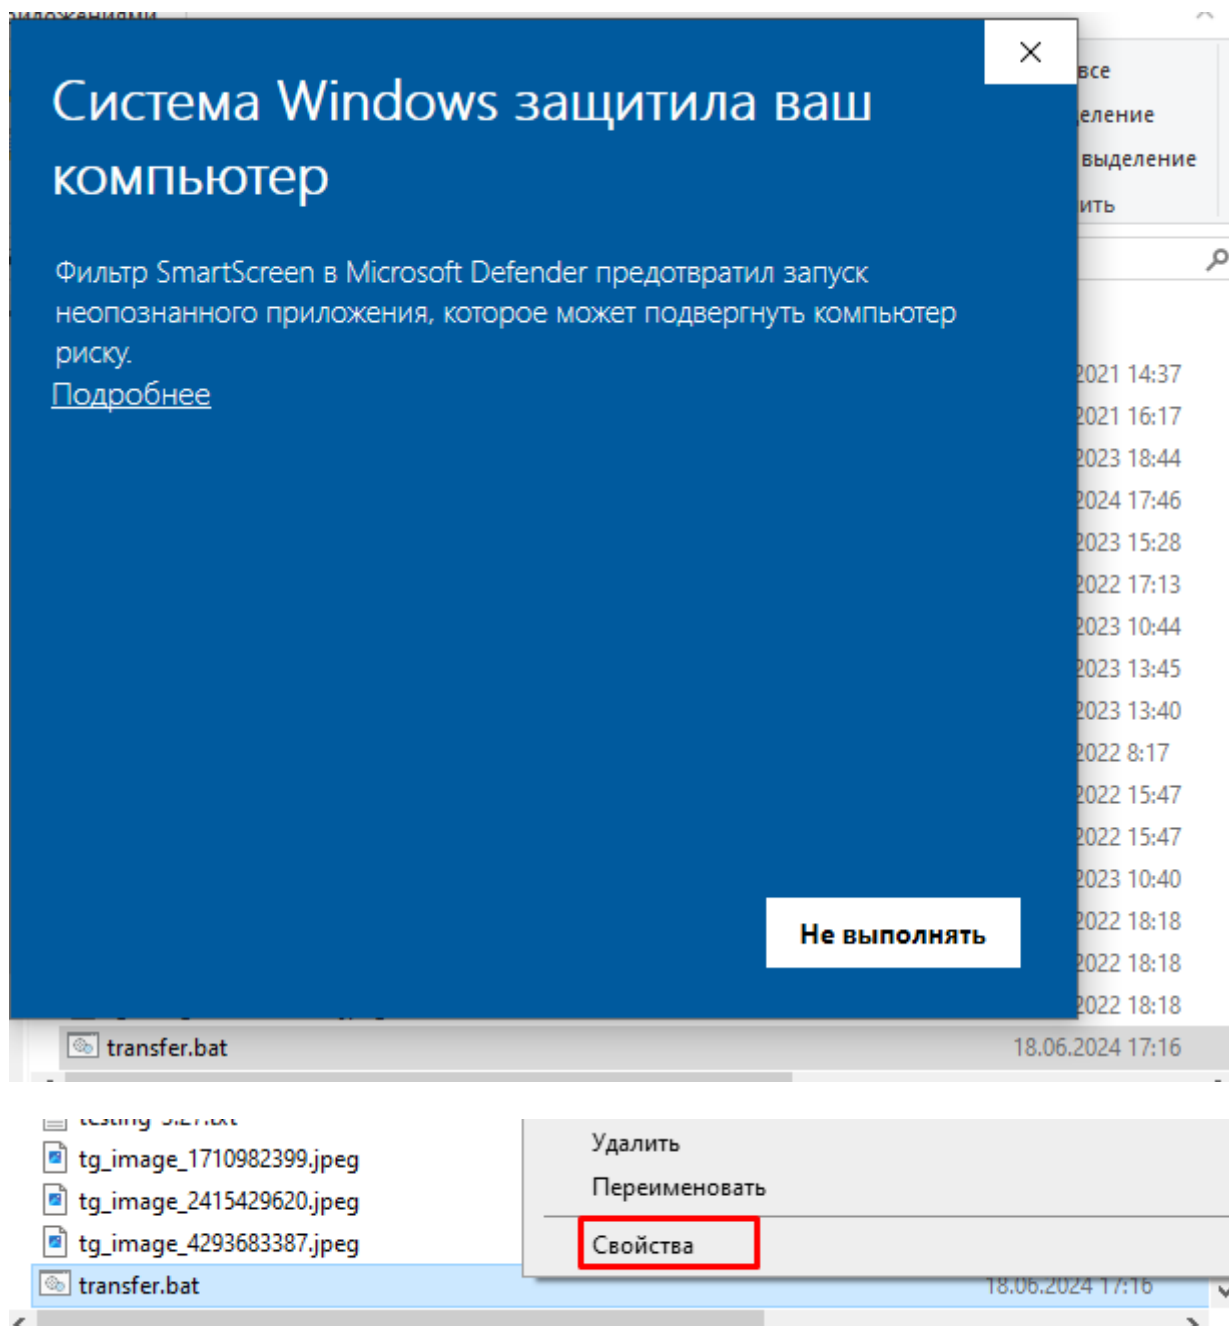 Система Windows защитила ваш
компьютер
все
еление
выделение
ить
Фильтр SmartScreen в Microsoft Defender предотвратил запуск
неопознанного приложения, которое может подвергнуть компьютер
риску.
Подробнее
2021 14:37
2021 16:17
2023 18:44
2024 17:46
2023 15:28
2022 17:13
2023 10:44
2023 13:45
2023 13:40
2022 8:17
2022 15:47
2022 15:47
2023 10:40
Не выполнять
2022 18:18
2022 18:18
2022 18:18
transfer.bat 18.06.2024 17:16
Удалить
tg_image_1710982399.jpeg
Переименовать
tg_image_2415429620.jpeg
tg_image_4293683387.jpeg
Свойства
transfer.bat 18.06.2024 17:16